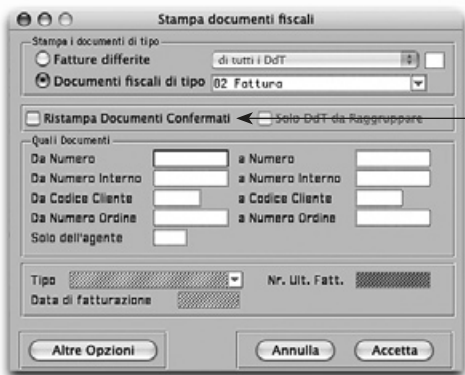 Stampa documenti fiscali
Stampa i documenti di tipo
Fatture differite di tutti i DdT
Documenti fiscali di tipo 02 Fattura
Ristampa Documenti Confermati Solo DdT da Raggruppare
Quali Documenti
Da Numero a Numero
Da Numero Interno a Numero Interno
Da Codice Cliente a Codice Cliente
Da Numero Ordine a Numero Ordine
Solo dell'agente
Tipo Nr. Ult. Fatt.
Data di fatturazione
Altre Opzioni Annulla Accetta